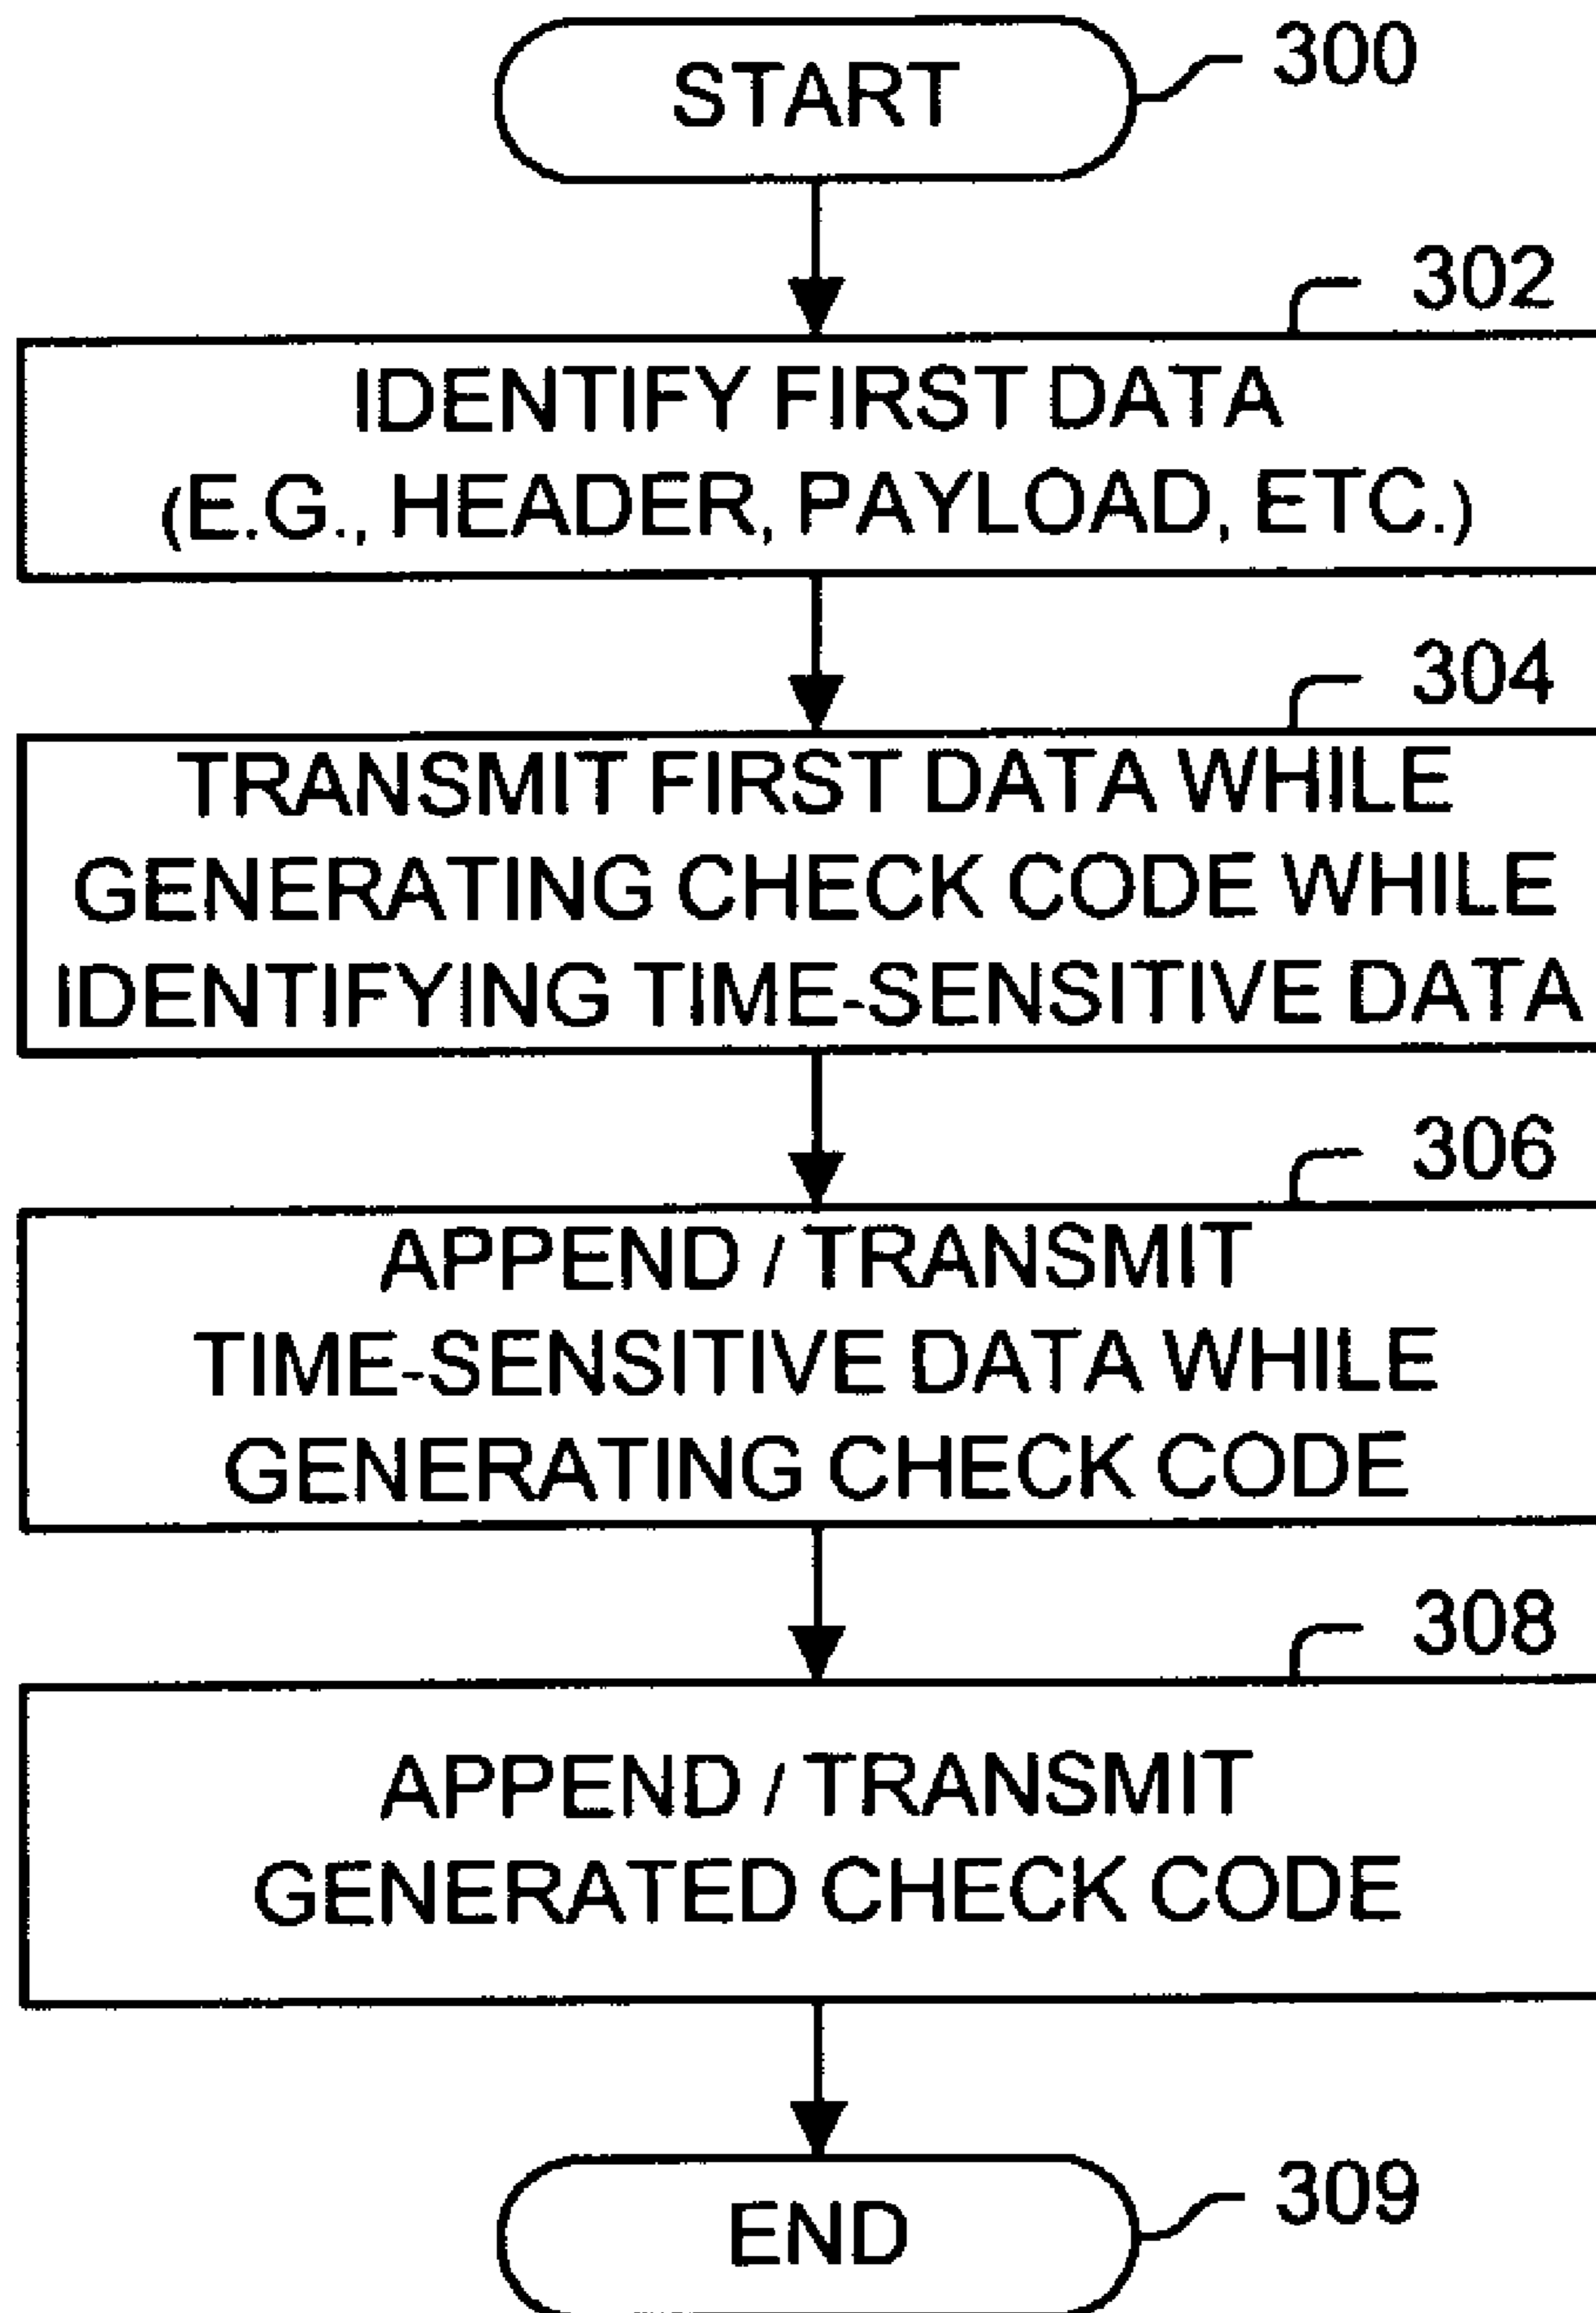 START
300
302
IDENTIFY FIRST DATA
(E.G., HEADER, PAYLOAD, ETC.)
304
TRANSMIT FIRST DATA WHILE
GENERATING CHECK CODE WHILE
IDENTIFYING TIME-SENSITIVE DATA
306
APPEND / TRANSMIT
TIME-SENSITIVE DATA WHILE
GENERATING CHECK CODE
308
APPEND / TRANSMIT
GENERATED CHECK CODE
END
309